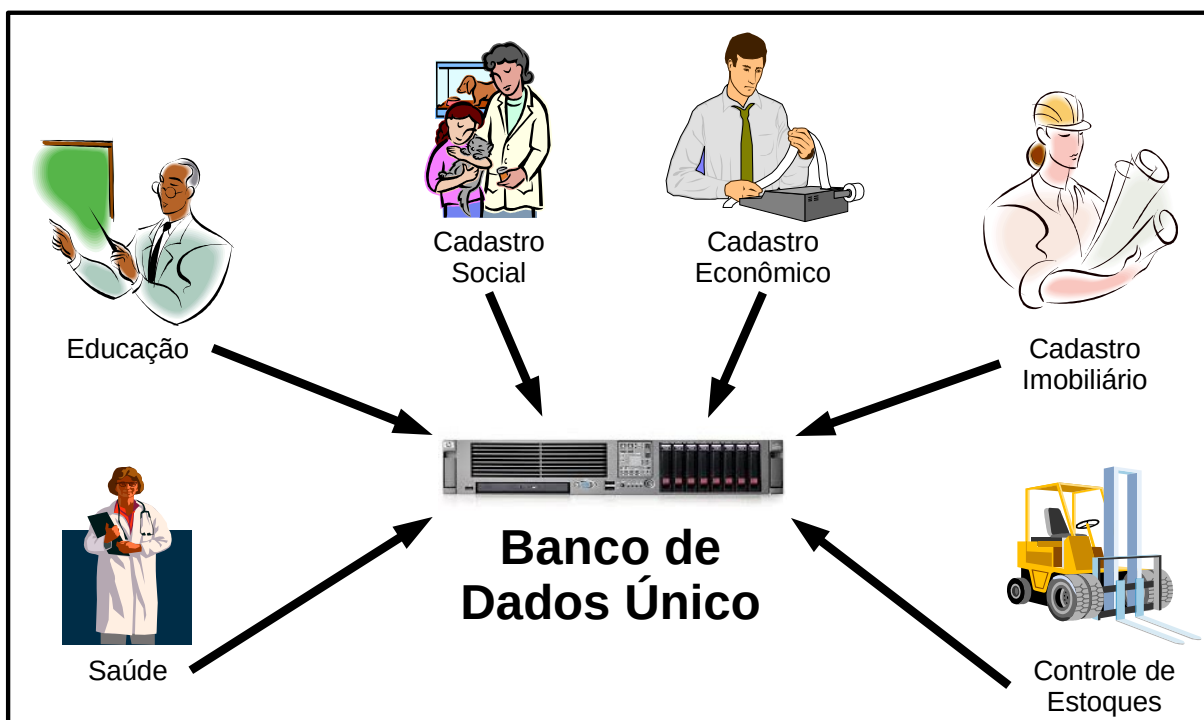 Cadastro
Social
Cadastro
Econômico
Educação
Cadastro
Imobiliário
Banco de
Dados Único
Saúde
Controle de
Estoques